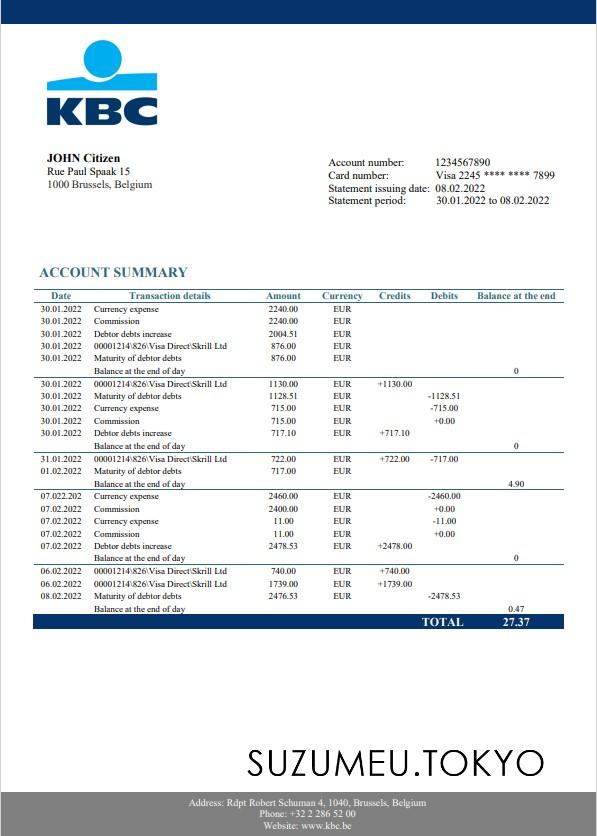 KBC
JOHN Citizen
Rue Paul Spaak 15
1000 Brussels, Belgium
Account number: 1234567890
Card number: Visa 2245 **** **** 7899
Statement issuing date: 08.02.2022
Statement period: 30.01.2022 to 08.02.2022
ACCOUNT SUMMARY
Date Transaction details Amount Currency Credits Debits Balance at the end
30.01.2022 Currency expense 2240.00 EUR
30.01.2022 Commission 2240.00 EUR
30.01.2022 Debtor debts increase 2004.51 EUR
30.01.2022 00001214\826\Visa Direct\Skrill Ltd 876.00 EUR
30.01.2022 Maturity of debtor debts 876.00 EUR
Balance at the end of day 0
30.01.2022 00001214\826\Visa Direct\Skrill Ltd 1130.00 EUR +1130.00
30.01.2022 Maturity of debtor debts 1128.51 EUR -1128.51
30.01.2022 Currency expense 715.00 EUR -715.00
30.01.2022 Commission 715.00 EUR +0.00
30.01.2022 Debtor debts increase 717.10 EUR +717.10
Balance at the end of day 0
31.01.2022 00001214\826\Visa Direct\Skrill Ltd 722.00 EUR +722.00 -717.00
01.02.2022 Maturity of debtor debts 717.00 EUR
Balance at the end of day 4.90
07.022.202 Currency expense 2460.00 EUR -2460.00
07.02.2022 Commission 2400.00 EUR +0.00
07.02.2022 Currency expense 11.00 EUR -11.00
07.02.2022 Commission 11.00 EUR +0.00
07.02.2022 Debtor debts increase 2478.53 EUR +2478.00
Balance at the end of day 0
06.02.2022 00001214\826\Visa Direct\Skrill Ltd 740.00 EUR +740.00
06.02.2022 00001214\826\Visa Direct\Skrill Ltd 1739.00 EUR +1739.00
08.02.2022 Maturity of debtor debts 2476.53 EUR -2478.53
Balance at the end of day 0.47
TOTAL 27.37
SUZUMEU.TOKYO
Address: Rdpt Robert Schuman 4, 1040, Brussels, Belgium
Phone: +32 2 286 52 00
Website: www.kbc.be